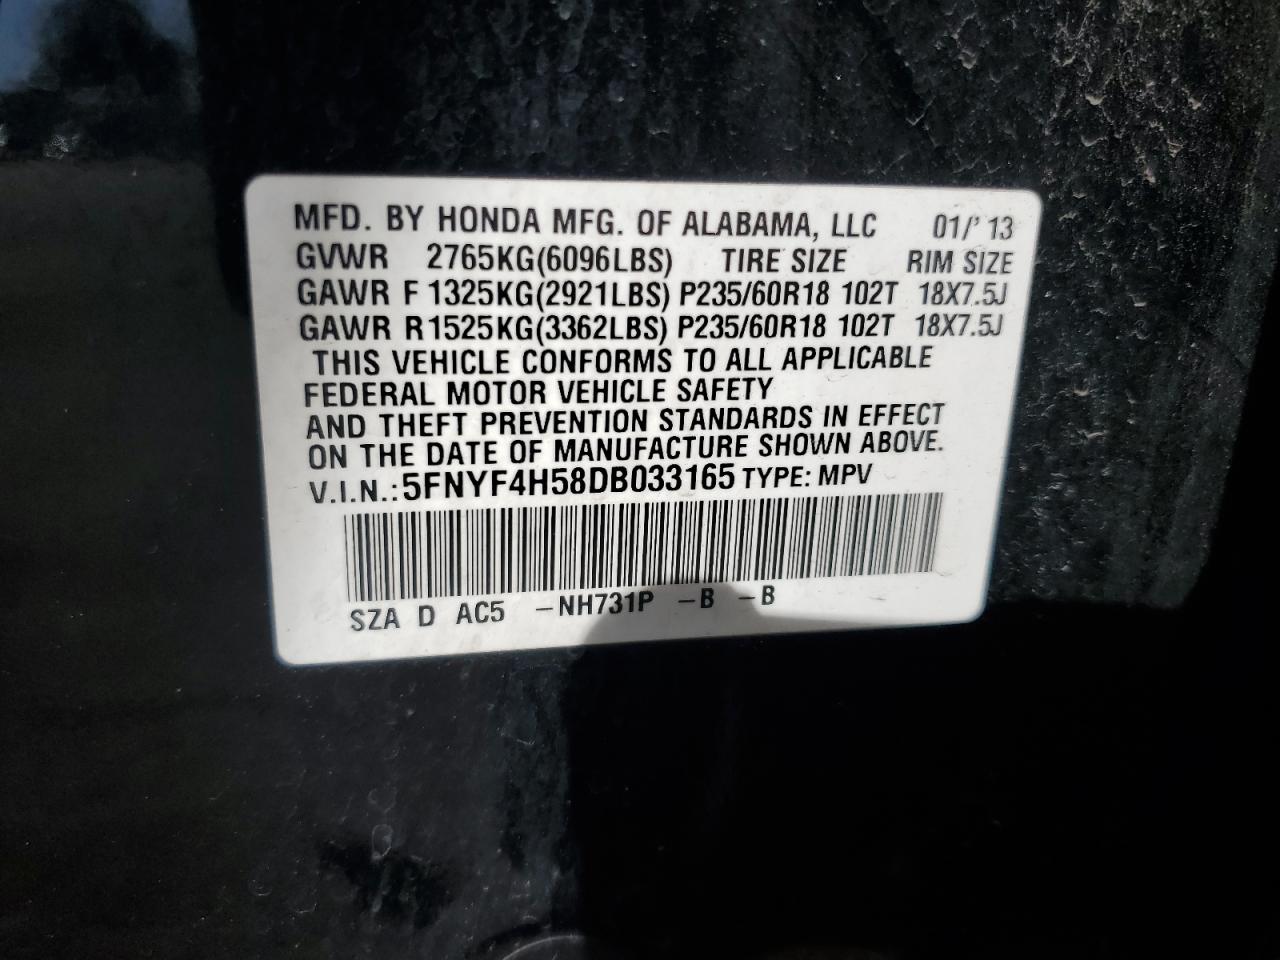 MFD. BY HONDA MFG. OF ALABAMA, LLC 01/'13
GVWR 2765KG(6096LBS) TIRE SIZE RIM SIZE
GAWR F 1325KG(2921LBS) P235/60R18 102T 18X7.5J
GAWR R 1525KG(3362LBS) P235/60R18 102T 18X7.5J
THIS VEHICLE CONFORMS TO ALL APPLICABLE
FEDERAL MOTOR VEHICLE SAFETY
AND THEFT PREVENTION STANDARDS IN EFFECT
ON THE DATE OF MANUFACTURE SHOWN ABOVE.
V.I.N.: 5FNYF4H58DB033165 TYPE: MPV
SZA D AC5 -NH731P -B -B